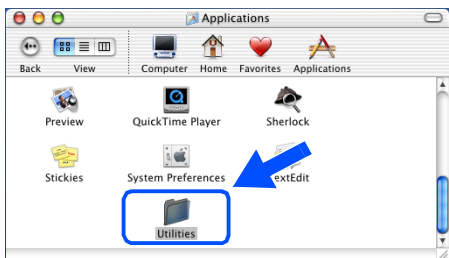 Applications
Back View Computer Home Favorites Applications
Preview QuickTime Player Sherlock
Stickies System Preferences extEdit
Utilities